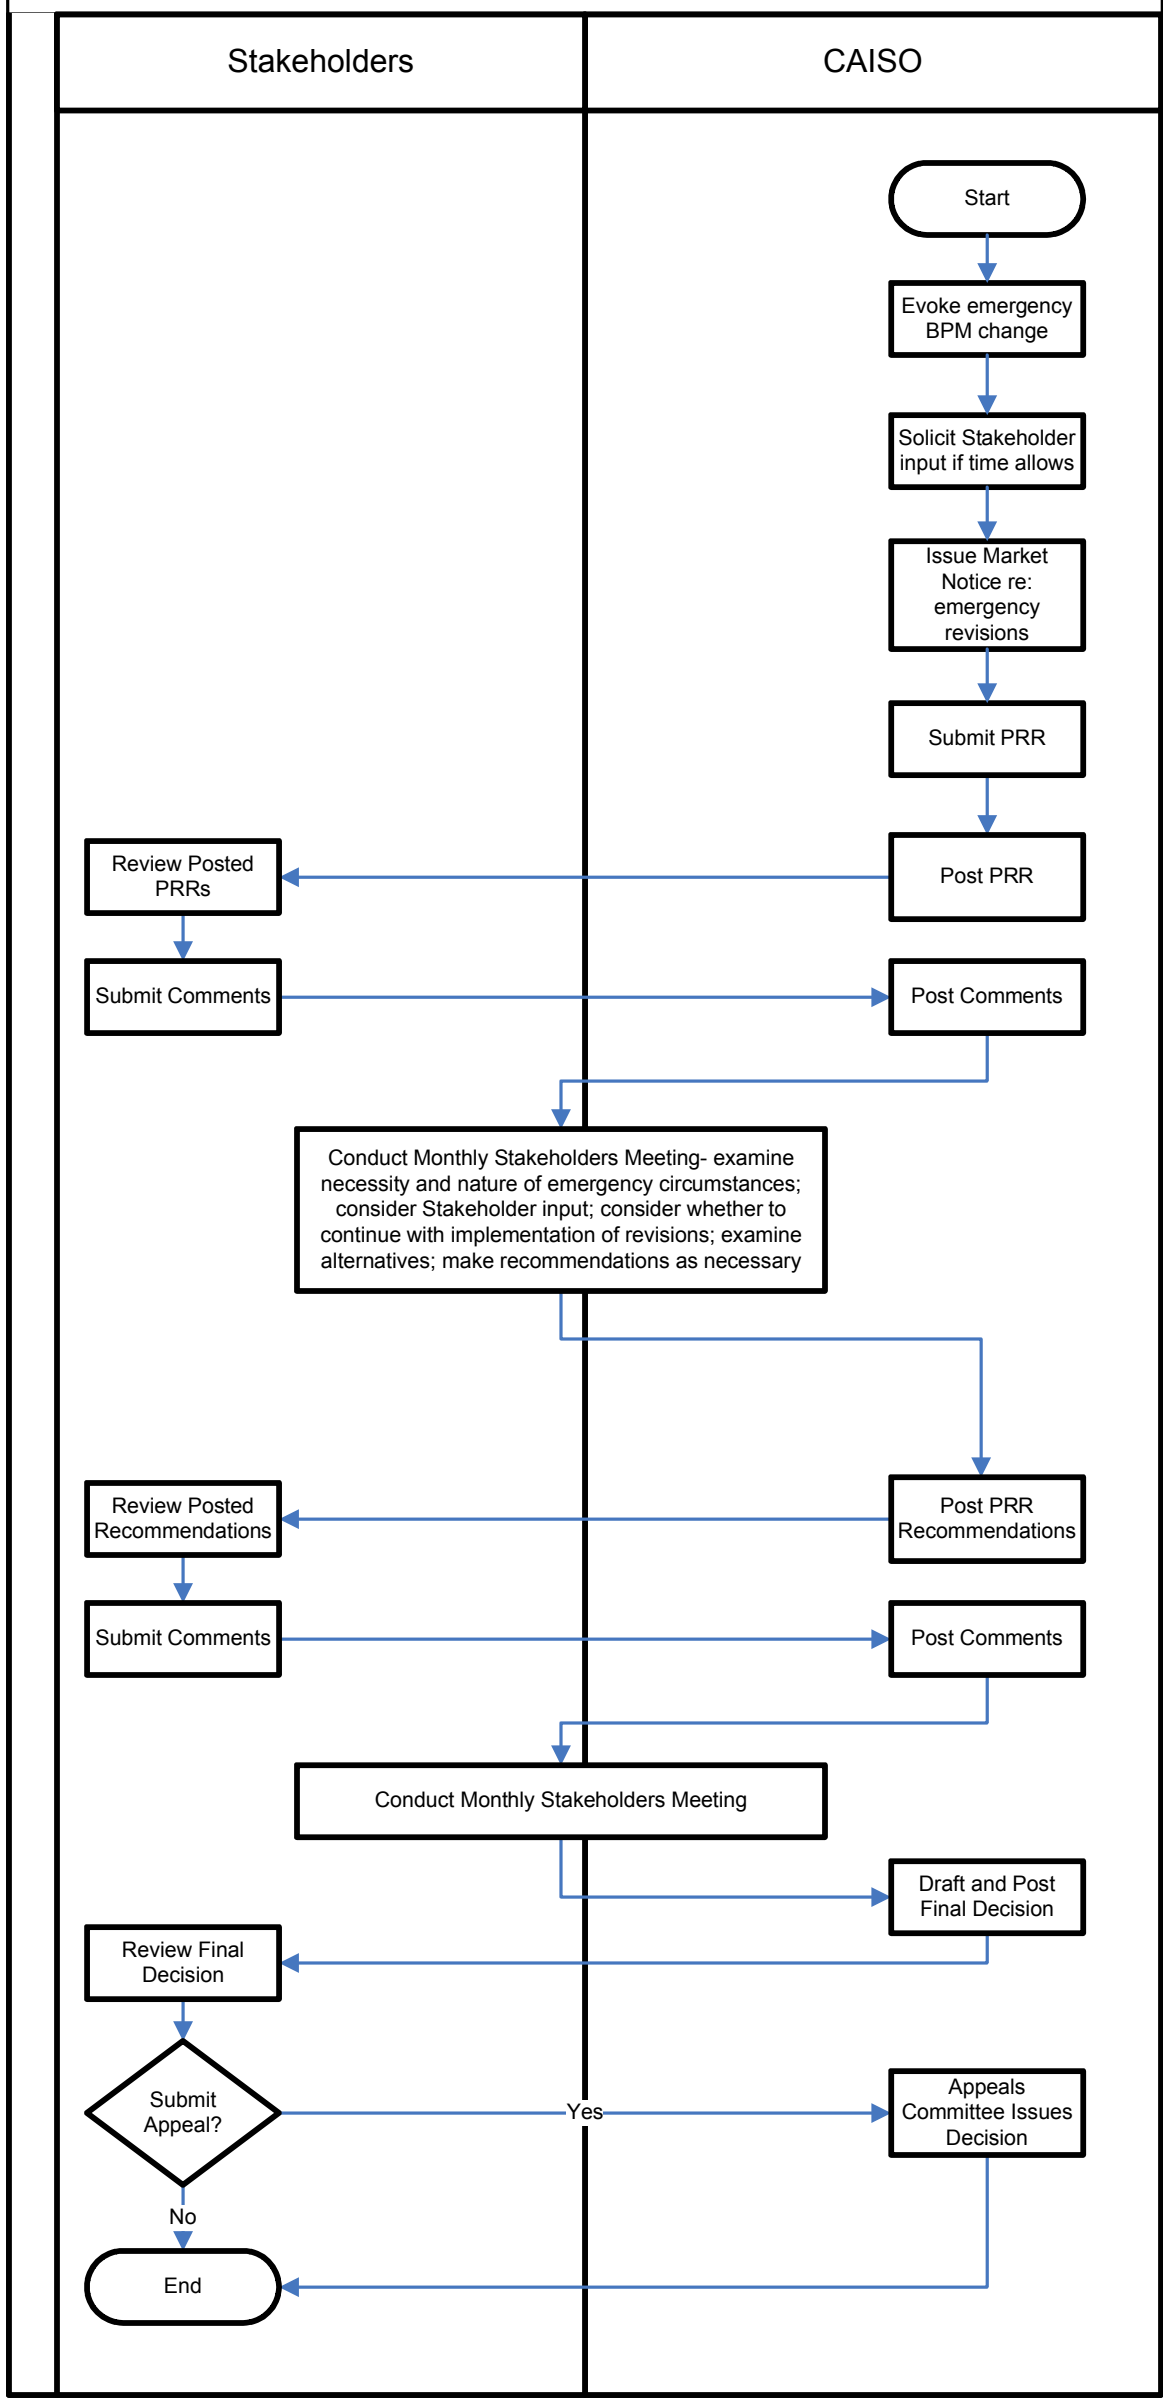 Stakeholders
CAISO
Start
Evoke emergency
BPM change
Solicit Stakeholder
input if time allows
Issue Market
Notice re:
emergency
revisions
Submit PRR
Post PRR
Review Posted
PRRs
Submit Comments
Post Comments
Conduct Monthly Stakeholders Meeting- examine
necessity and nature of emergency circumstances;
consider Stakeholder input; consider whether to
continue with implementation of revisions; examine
alternatives; make recommendations as necessary
Post PRR
Recommendations
Review Posted
Recommendations
Submit Comments
Post Comments
Conduct Monthly Stakeholders Meeting
Draft and Post
Final Decision
Review Final
Decision
Submit
Appeal?
Yes
Appeals
Committee Issues
Decision
No
End